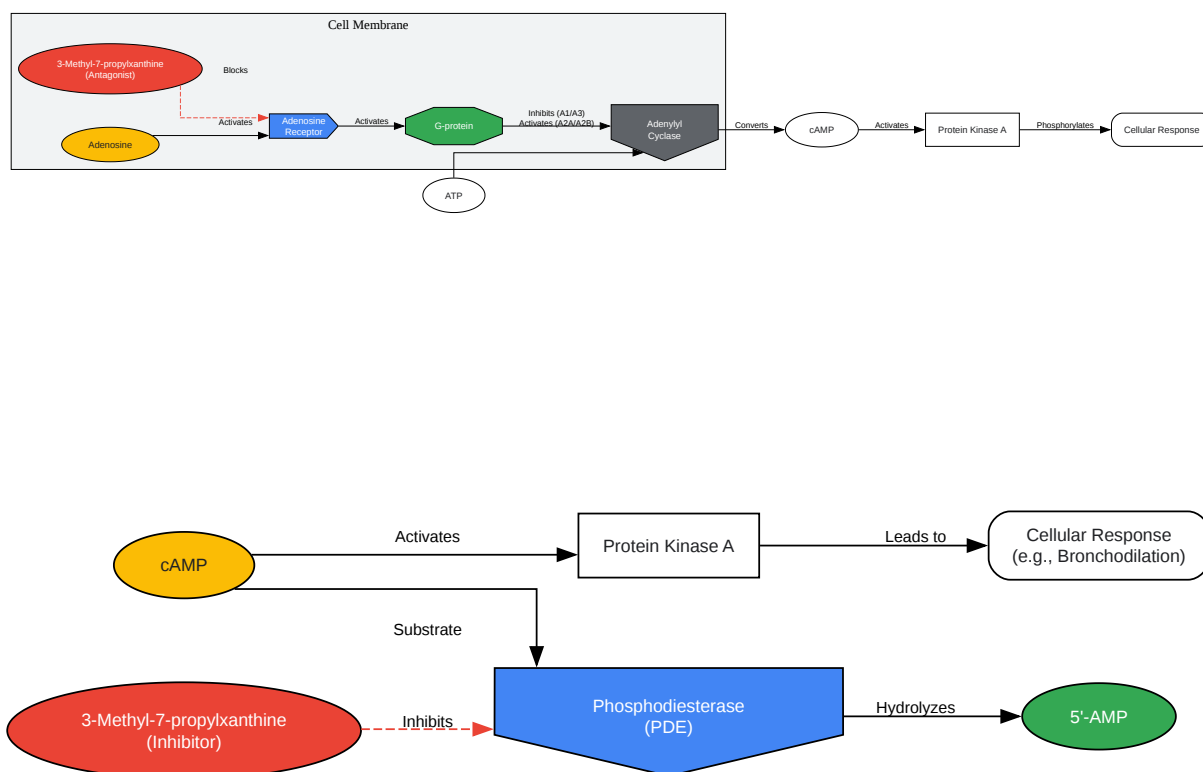 Cell Membrane
3-Methyl-7-propylxanthine
(Antagonist)
Blocks
Activates
Adenosine
Adenosine
Receptor
Activates
G-protein
Inhibits (A1/A3)
Activates (A2A/A2B)
Adenylyl
Cyclase
Converts
cAMP
Activates
Protein Kinase A
Phosphorylates
Cellular Response
ATP
cAMP
Activates
Protein Kinase A
Leads to
Cellular Response
(e.g., Bronchodilation)
Substrate
3-Methyl-7-propylxanthine
(Inhibitor)
Inhibits
Phosphodiesterase
(PDE)
Hydrolyzes
5'-AMP